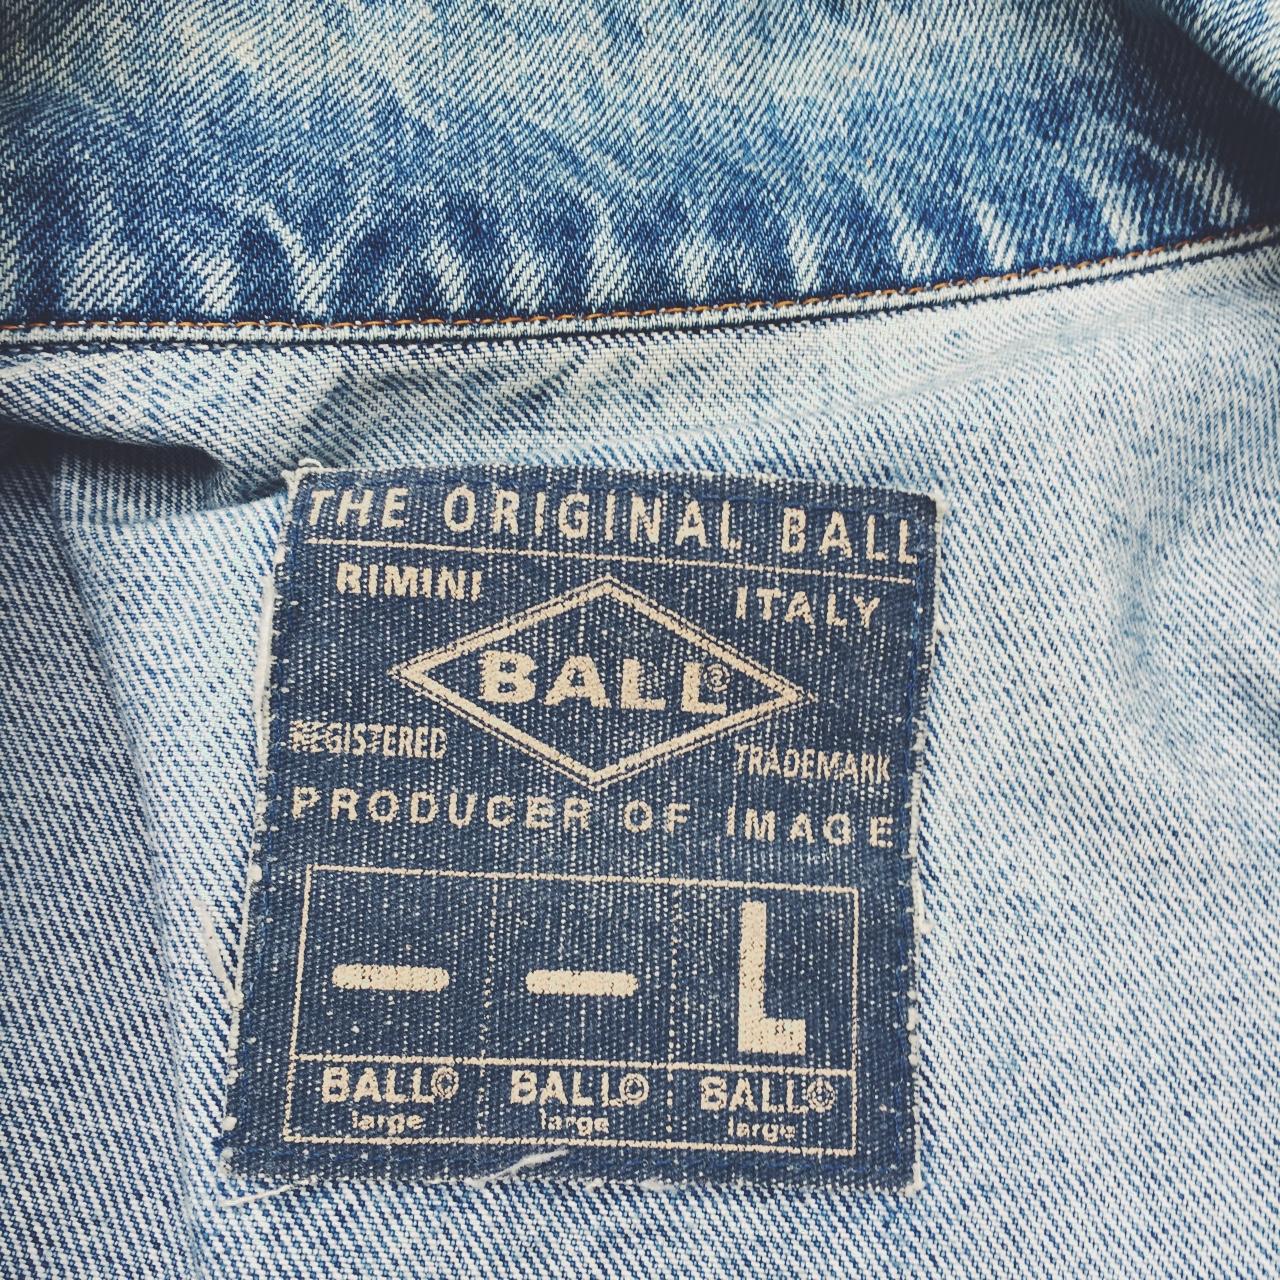 THE ORIGINAL BALL
RIMINI ITALY
BALL®
REGISTERED TRADEMARK
PRODUCER OF IMAGE
— — L
BALL© BALL© BALL©
large large large